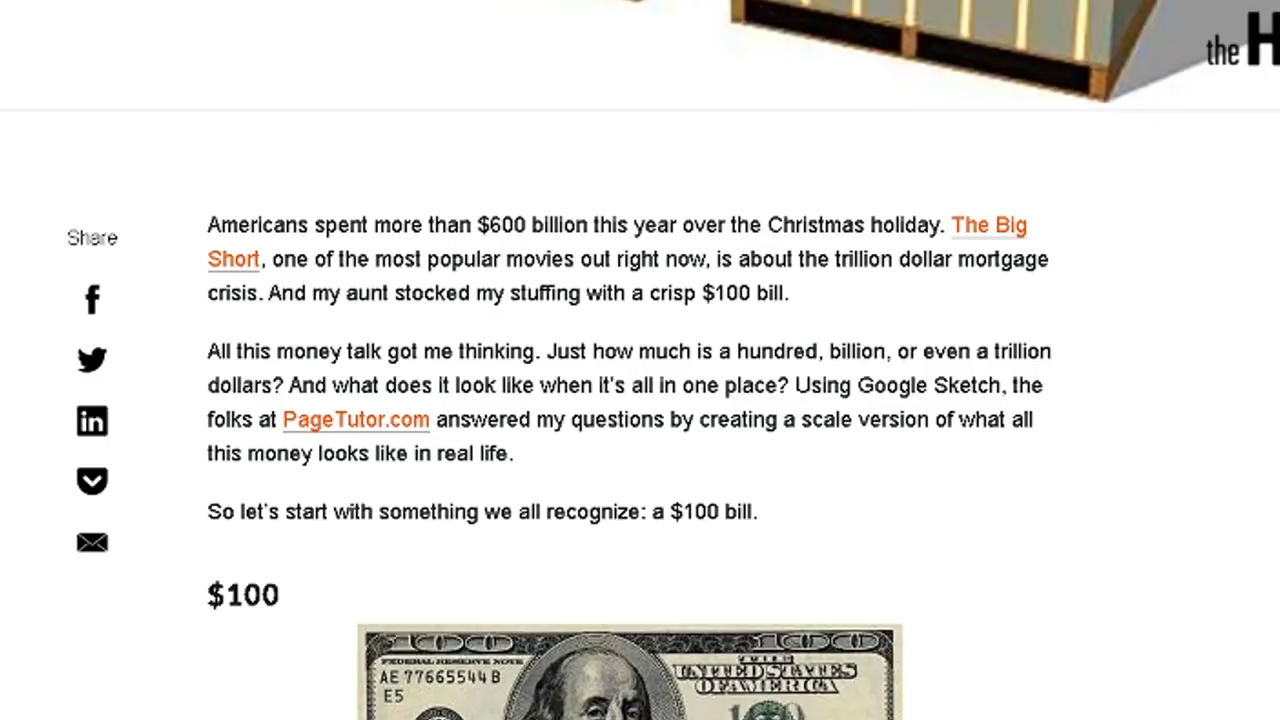 the H
Share
Americans spent more than $600 billion this year over the Christmas holiday. The Big
Short, one of the most popular movies out right now, is about the trillion dollar mortgage
crisis. And my aunt stocked my stuffing with a crisp $100 bill.
All this money talk got me thinking. Just how much is a hundred, billion, or even a trillion
dollars? And what does it look like when it's all in one place? Using Google Sketch, the
folks at PageTutor.com answered my questions by creating a scale version of what all
this money looks like in real life.
So let's start with something we all recognize: a $100 bill.
$100
100 100
FEDERAL RESERVE NOTE
THE
UNITED STATES
OF AMERICA
AE 77665544 B
E5
100